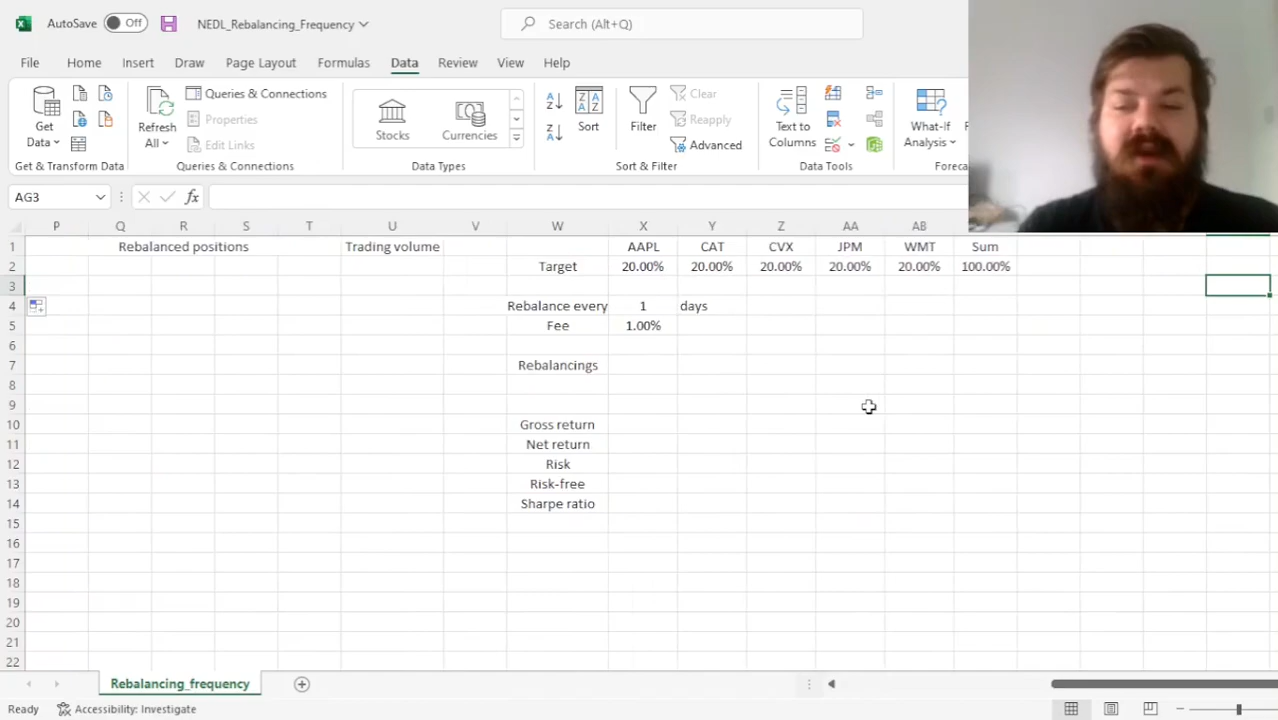 AutoSave Off NEDL_Rebalancing_Frequency Search (Alt+Q)
File Home Insert Draw Page Layout Formulas Data Review View Help
Get Data
Refresh All
Queries & Connections
Properties
Edit Links
Stocks
Currencies
Sort
Filter
Clear
Reapply
Advanced
Text to Columns
What-If Analysis
Get & Transform Data Queries & Connections Data Types Sort & Filter Data Tools Foreca
AG3 fx
P Q R S T U V W X Y Z AA AB AC
1 Rebalanced positions Trading volume AAPL CAT CVX JPM WMT Sum
2 Target 20.00% 20.00% 20.00% 20.00% 20.00% 100.00%
3
4 Rebalance every 1 days
5 Fee 1.00%
6
7 Rebalancings
8
9
10 Gross return
11 Net return
12 Risk
13 Risk-free
14 Sharpe ratio
15
16
17
18
19
20
21
22
Rebalancing_frequency
Ready Accessibility: Investigate